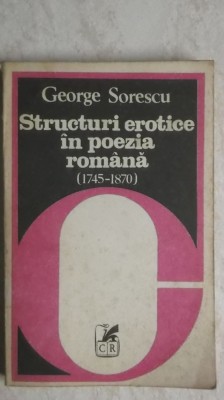 George Sorescu
Structuri erotice
în poezia
română
(1745-1870)
CR